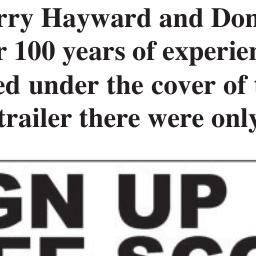 rry Hayward and Don
r 100 years of experien
ed under the cover of t
trailer there were only
GN UP